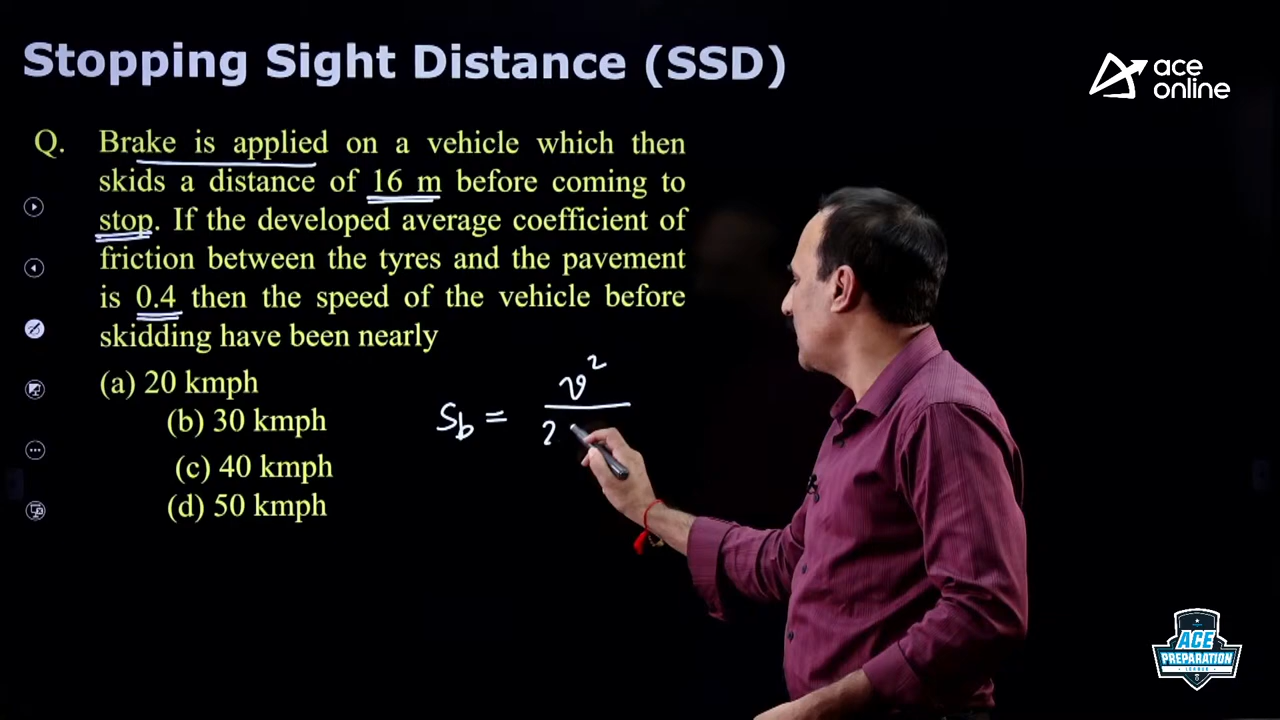 Stopping Sight Distance (SSD)
ace
online
Q. Brake is applied on a vehicle which then
skids a distance of 16 m before coming to
stop. If the developed average coefficient of
friction between the tyres and the pavement
is 0.4 then the speed of the vehicle before
skidding have been nearly
(a) 20 kmph
(b) 30 kmph
(c) 40 kmph
(d) 50 kmph
S_b = v² / 2
ACE
PREPARATION
LEAGUE